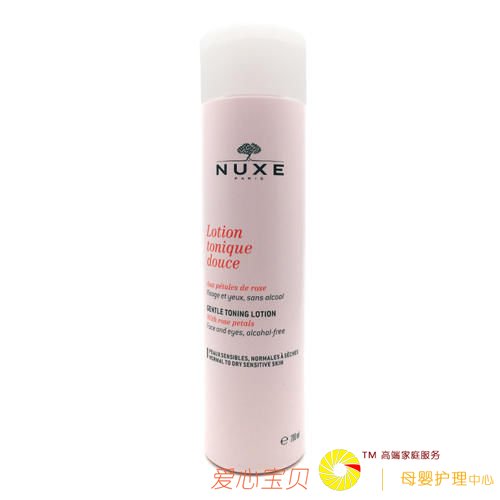 NUXE
PARIS
Lotion
tonique
douce
Aux pétales de rose
Visage et yeux, sans alcool
GENTLE TONING LOTION
With rose petals
Face and eyes, alcohol-free
PEAUX SENSIBLES, NORMALES À SÈCHES
NORMAL TO DRY SENSITIVE SKIN
℮ 200 ml
爱心宝贝
TM 高端家庭服务
母婴护理中心